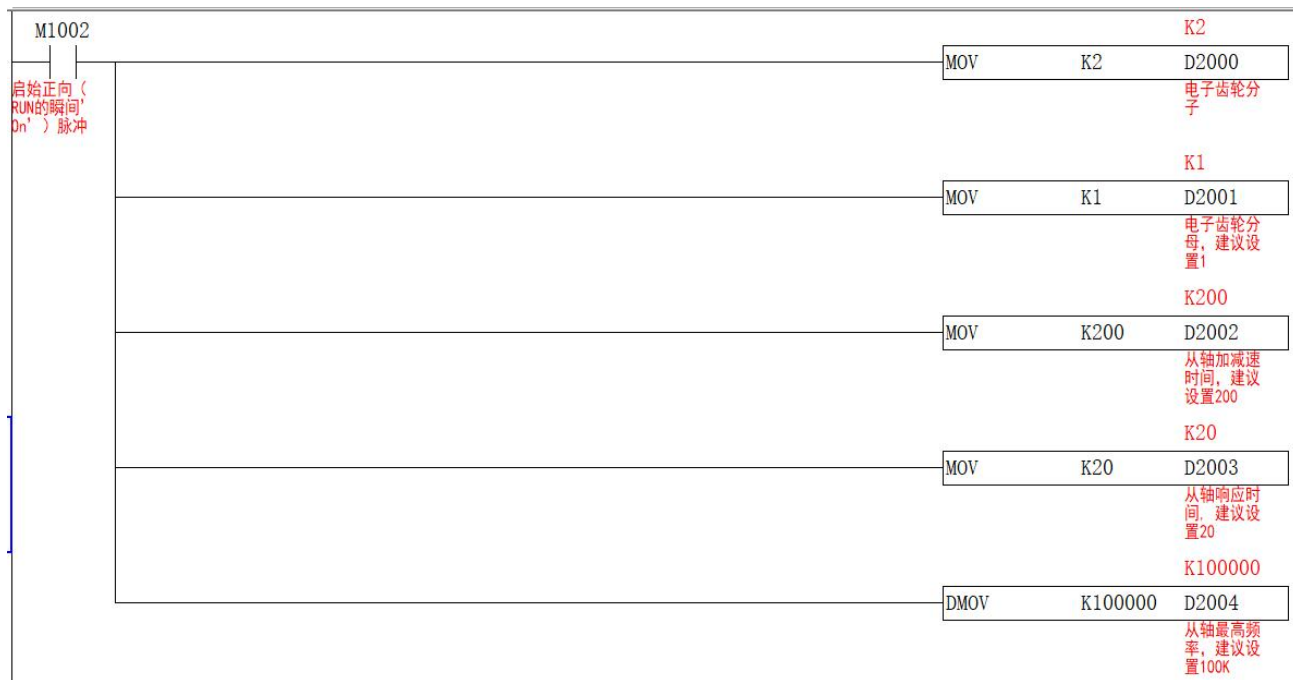 M1002
启始正向（
RUN的瞬间'
On'）脉冲
K2
MOV K2 D2000
电子齿轮分
子
K1
MOV K1 D2001
电子齿轮分
母，建议设
置1
K200
MOV K200 D2002
从轴加减速
时间，建议
设置200
K20
MOV K20 D2003
从轴响应时
间，建议设
置20
K100000
DMOV K100000 D2004
从轴最高频
率，建议设
置100K